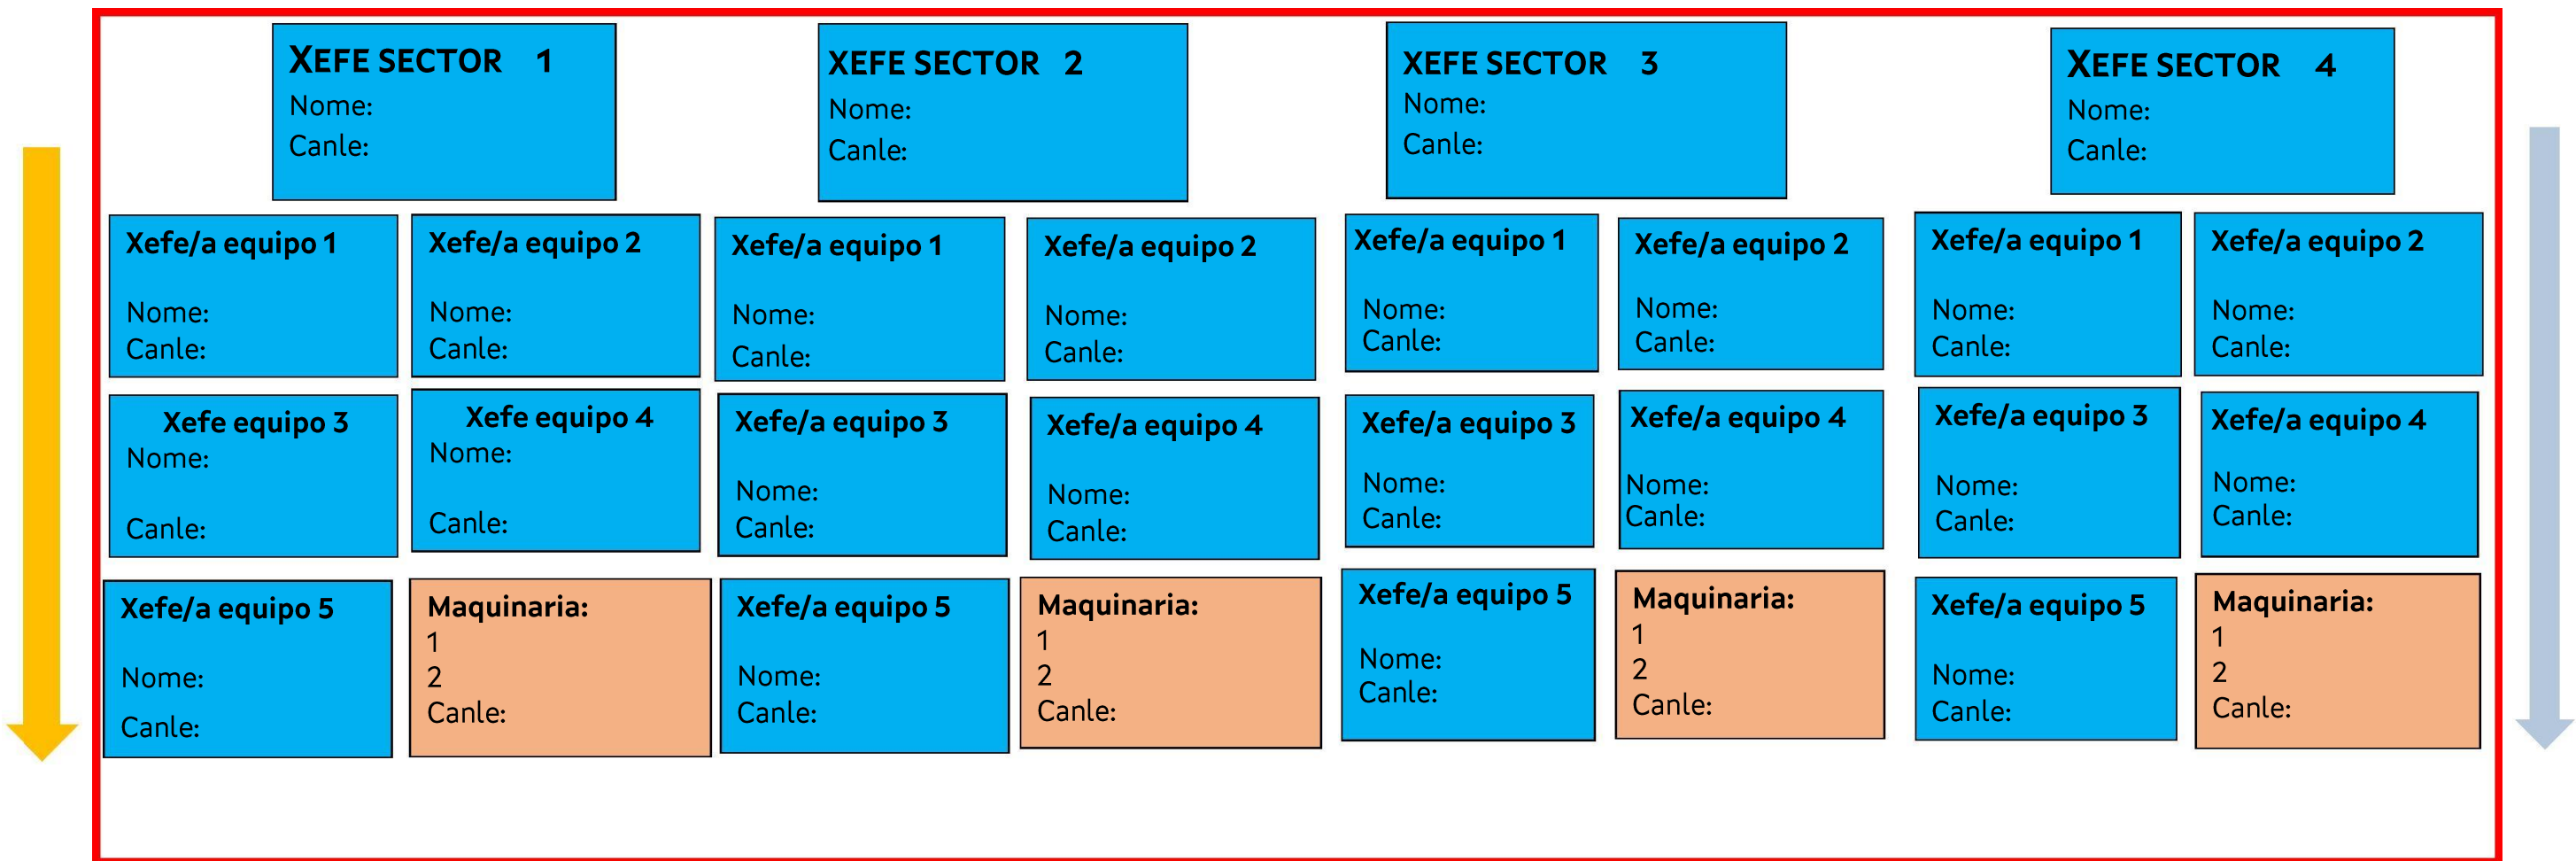 XEFE SECTOR 1
Nome:
Canle:
XEFE SECTOR 2
Nome:
Canle:
XEFE SECTOR 3
Nome:
Canle:
XEFE SECTOR 4
Nome:
Canle:
Xefe/a equipo 1
Nome:
Canle:
Xefe/a equipo 2
Nome:
Canle:
Xefe/a equipo 1
Nome:
Canle:
Xefe/a equipo 2
Nome:
Canle:
Xefe/a equipo 1
Nome:
Canle:
Xefe/a equipo 2
Nome:
Canle:
Xefe/a equipo 1
Nome:
Canle:
Xefe/a equipo 2
Nome:
Canle:
Xefe equipo 3
Nome:
Canle:
Xefe equipo 4
Nome:
Canle:
Xefe/a equipo 3
Nome:
Canle:
Xefe/a equipo 4
Nome:
Canle:
Xefe/a equipo 3
Nome:
Canle:
Xefe/a equipo 4
Nome:
Canle:
Xefe/a equipo 3
Nome:
Canle:
Xefe/a equipo 4
Nome:
Canle:
Xefe/a equipo 5
Nome:
Canle:
Maquinaria:
1
2
Canle:
Xefe/a equipo 5
Nome:
Canle:
Maquinaria:
1
2
Canle:
Xefe/a equipo 5
Nome:
Canle:
Maquinaria:
1
2
Canle:
Xefe/a equipo 5
Nome:
Canle:
Maquinaria:
1
2
Canle: